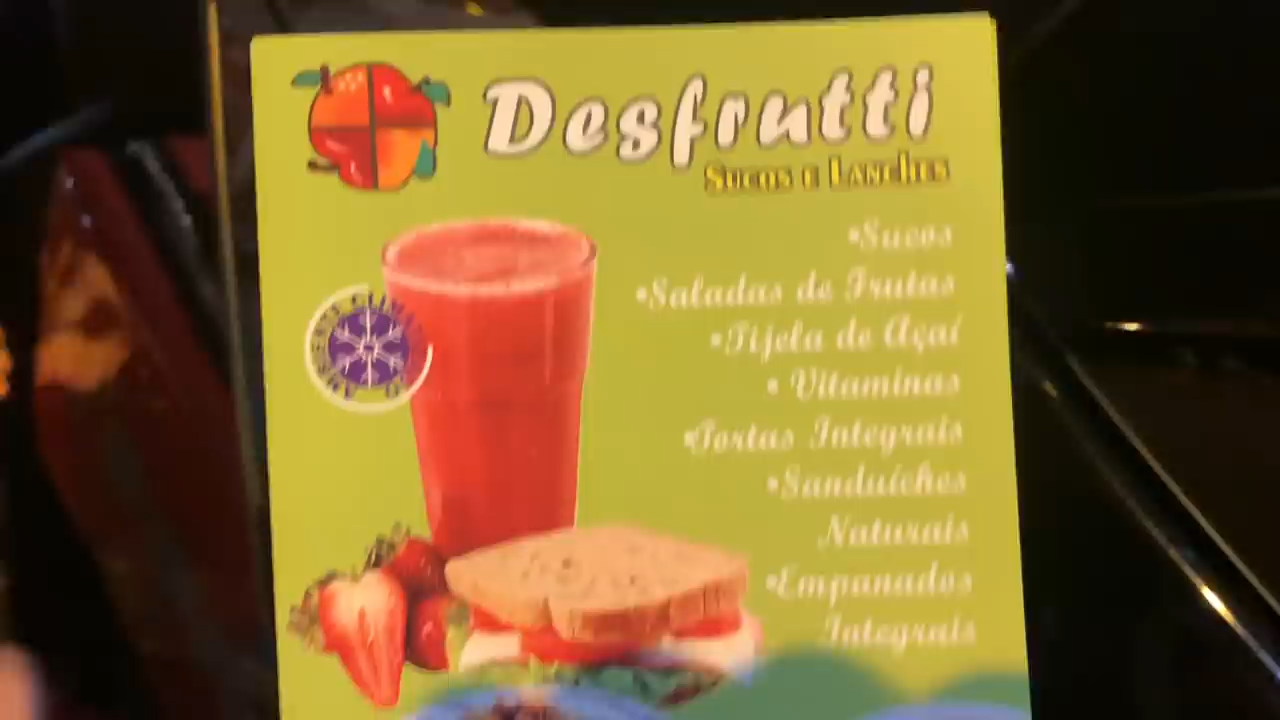 Desfrutti
Sucos e Lanches
•Sucos
•Saladas de Frutas
•Tijela de Açaí
• Vitaminas
•Tortas Integrais
•Sanduíches
Naturais
•Empanados
Integrais